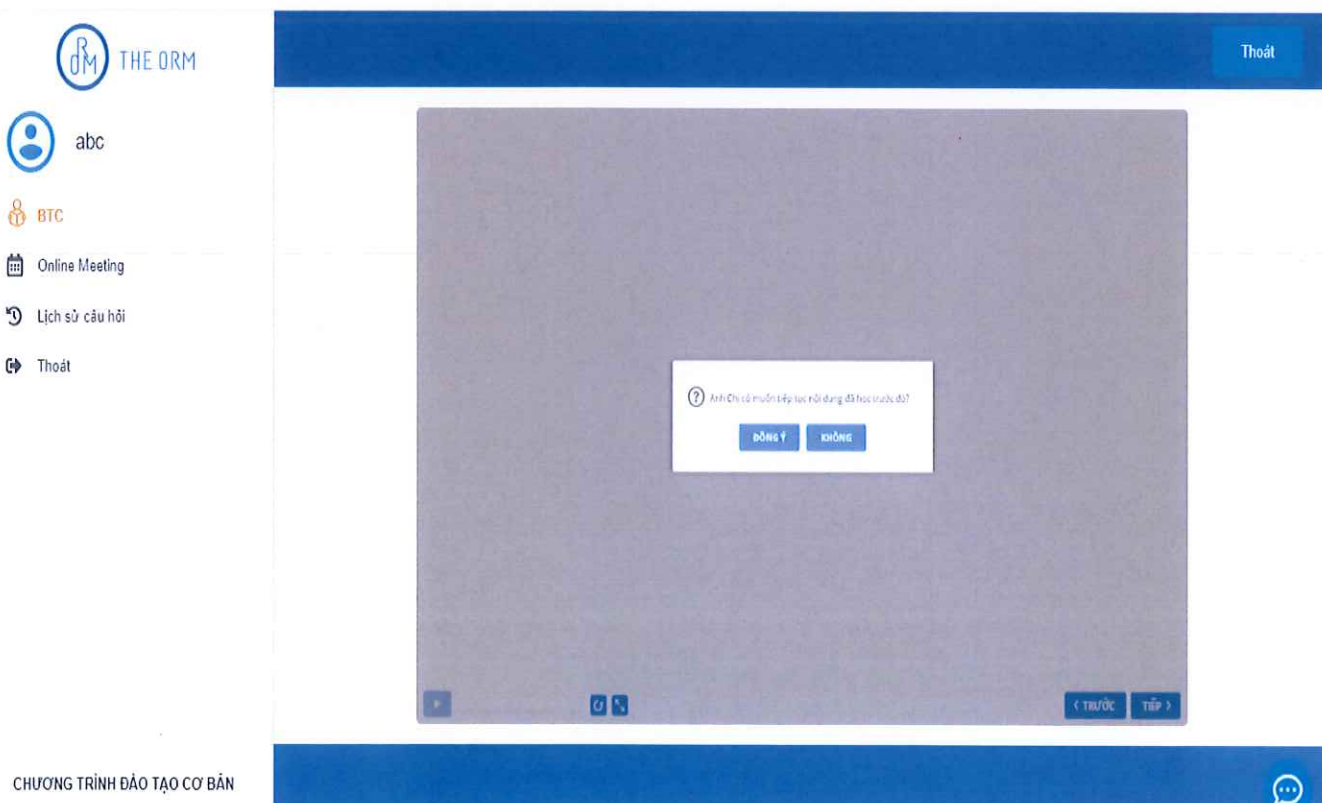 THE ORM
Thoát
abc
BTC
Online Meeting
Lịch sử câu hỏi
Thoát
Anh Chị có muốn tiếp tục nội dung đã học trước đó?
ĐỒNG Ý
KHÔNG
< TRƯỚC
TIẾP >
CHƯƠNG TRÌNH ĐÀO TẠO CƠ BẢN